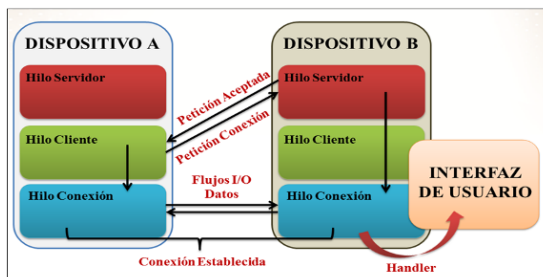 DISPOSITIVO A
DISPOSITIVO B
Hilo Servidor
Hilo Servidor
Petición Aceptada
Petición Conexión
Hilo Cliente
Hilo Cliente
INTERFAZ
DE USUARIO
Flujos I/O
Datos
Hilo Conexión
Hilo Conexión
Conexión Establecida
Handler